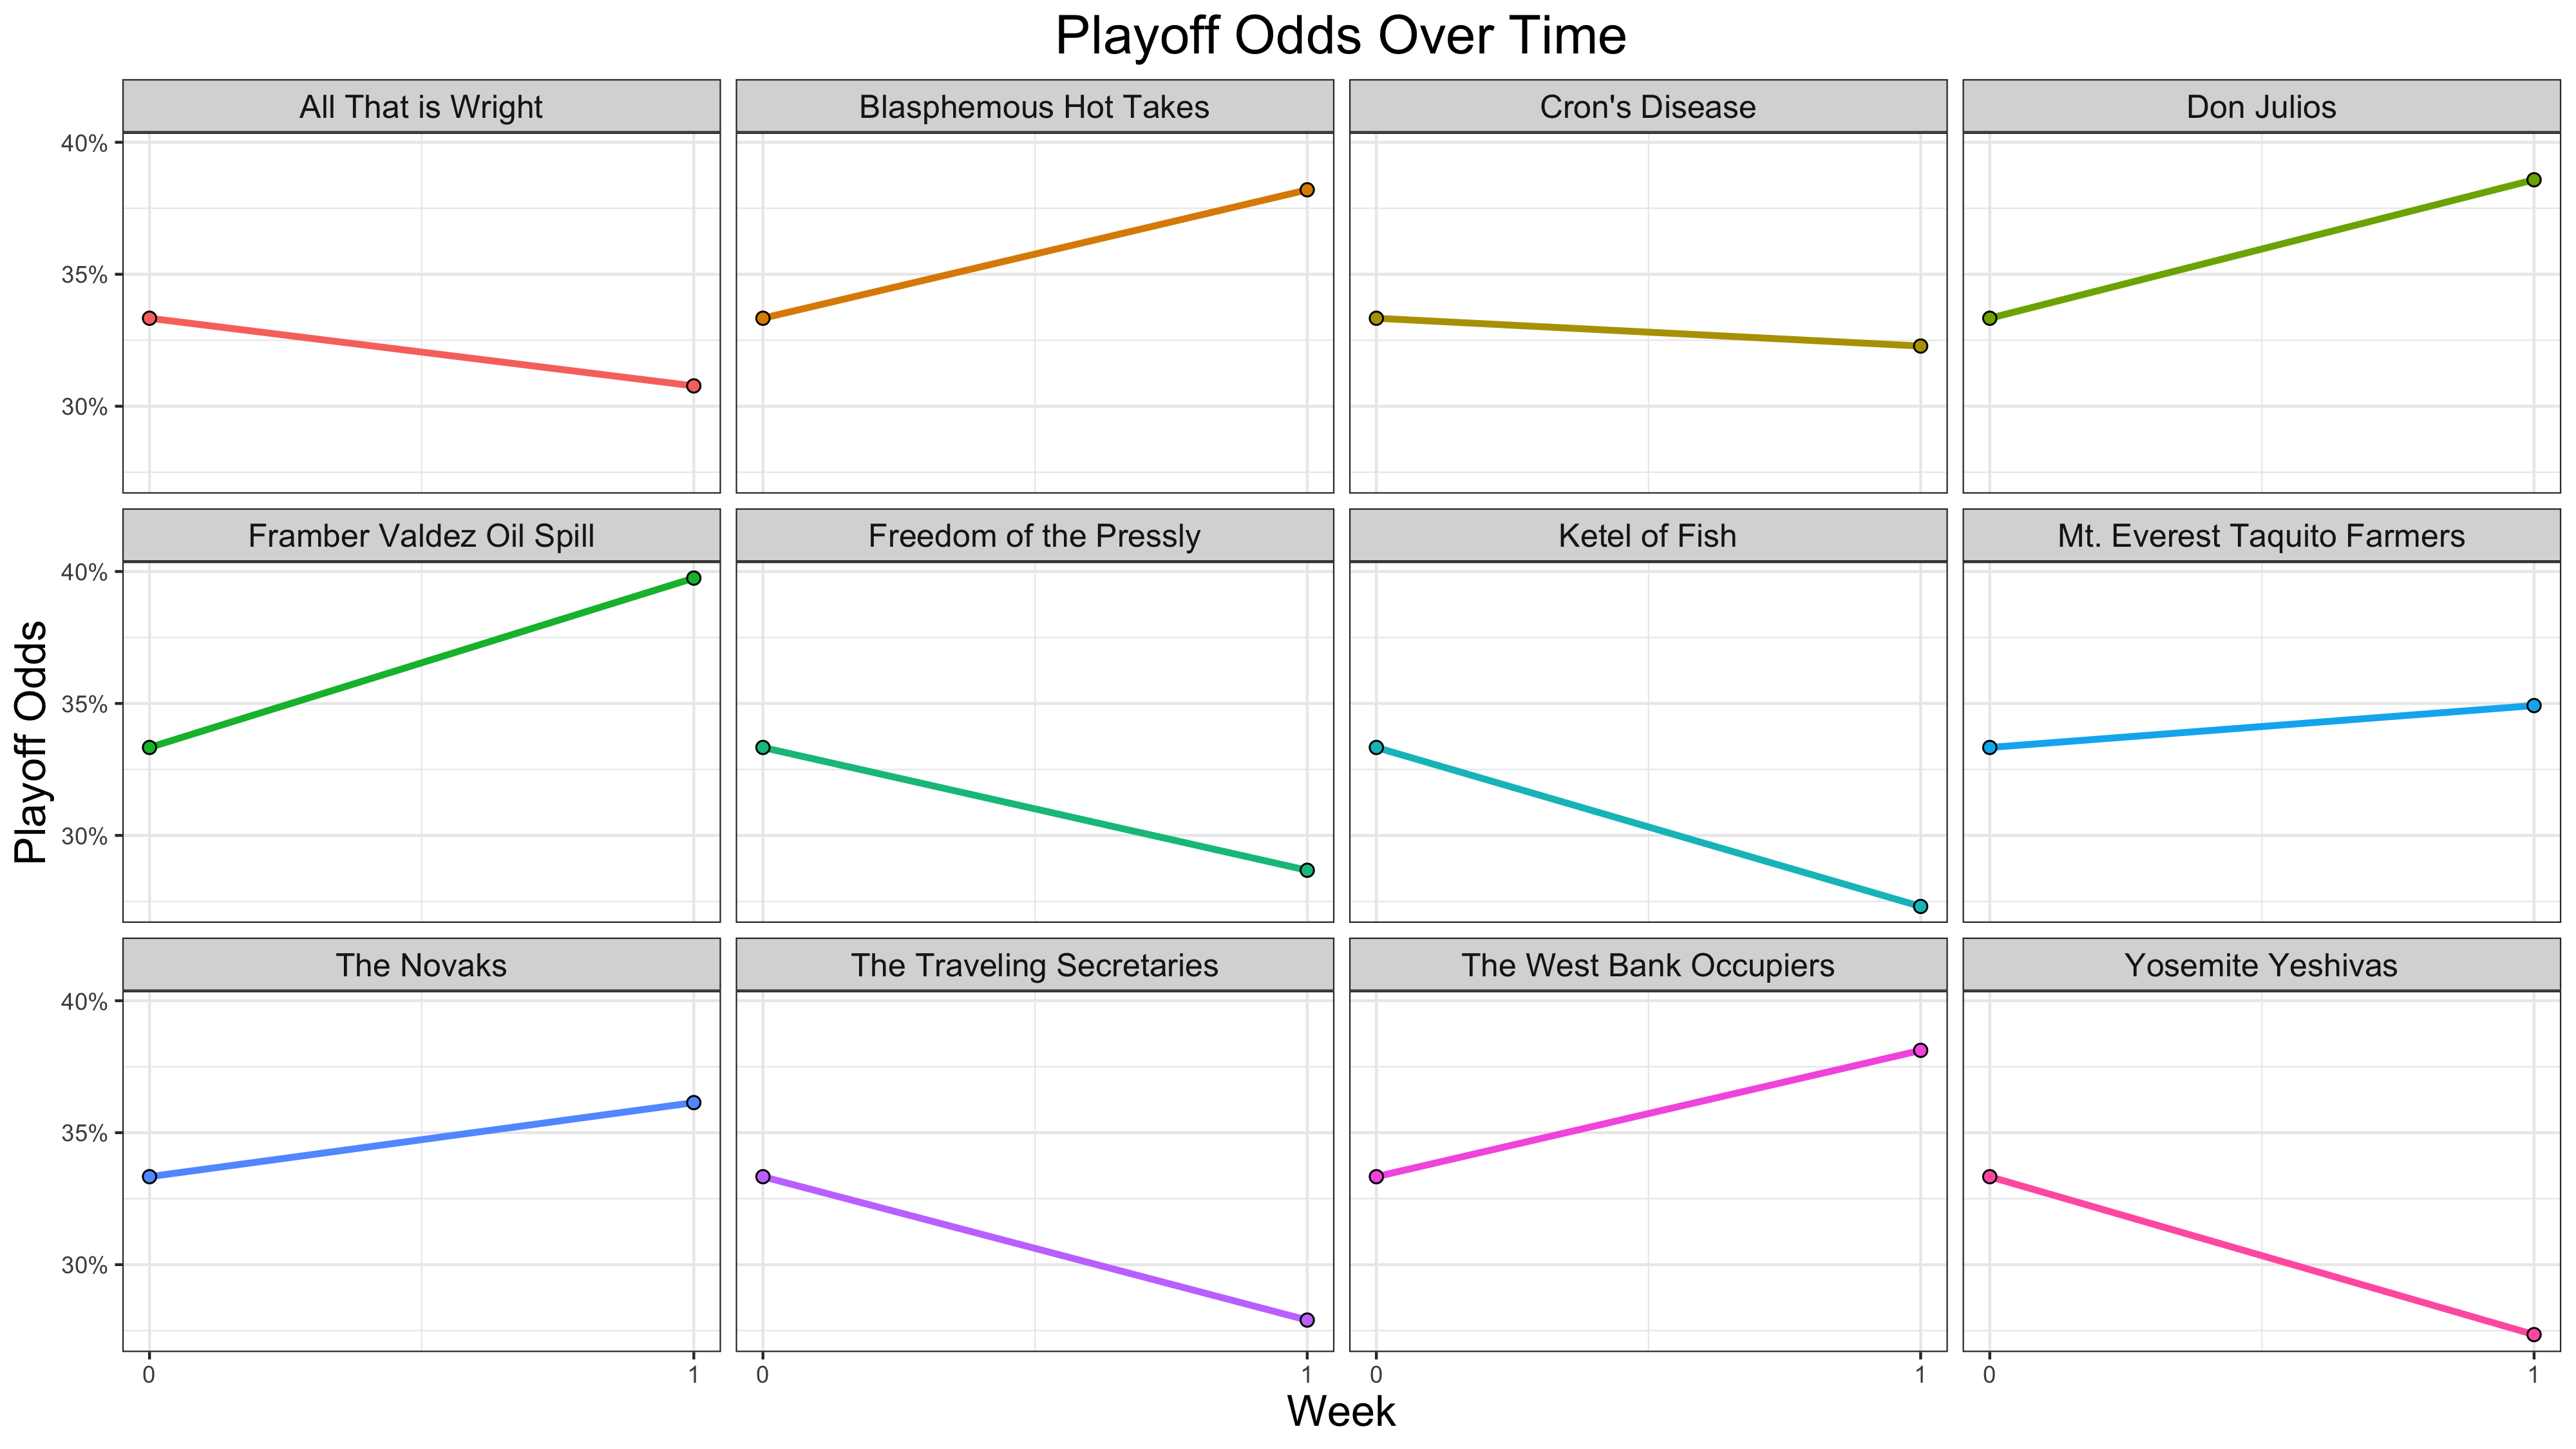 Playoff Odds Over Time
All That is Wright
Blasphemous Hot Takes
Cron's Disease
Don Julios
40%
35%
30%
Framber Valdez Oil Spill
Freedom of the Pressly
Ketel of Fish
Mt. Everest Taquito Farmers
40%
35%
30%
Playoff Odds
The Novaks
The Traveling Secretaries
The West Bank Occupiers
Yosemite Yeshivas
40%
35%
30%
0 1 0 1 0 1 0 1
Week